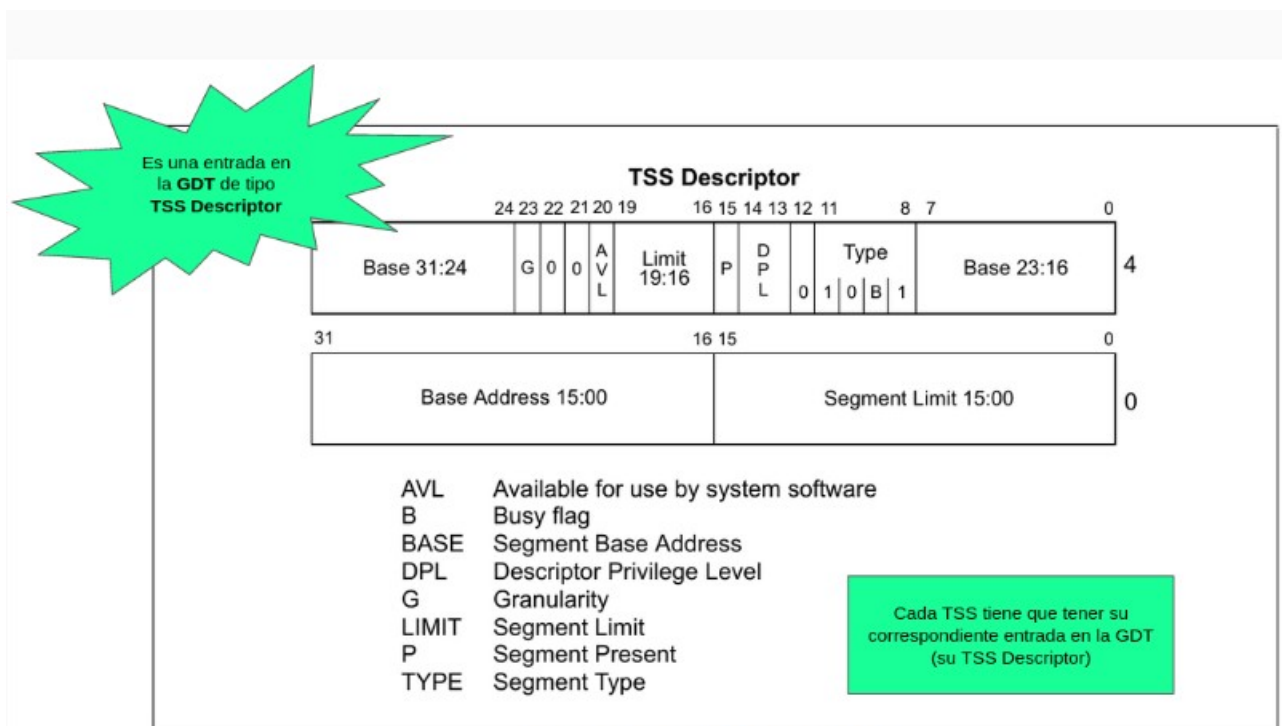 Es una entrada en
la GDT de tipo
TSS Descriptor
TSS Descriptor
24 23 22 21 20 19 16 15 14 13 12 11 8 7 0
Base 31:24 G 0 0 AVL Limit 19:16 P DPL 0 Type 1 0 B 1 Base 23:16 4
31 16 15 0
Base Address 15:00 Segment Limit 15:00 0
AVL Available for use by system software
B Busy flag
BASE Segment Base Address
DPL Descriptor Privilege Level
G Granularity
LIMIT Segment Limit
P Segment Present
TYPE Segment Type
Cada TSS tiene que tener su
correspondiente entrada en la GDT
(su TSS Descriptor)